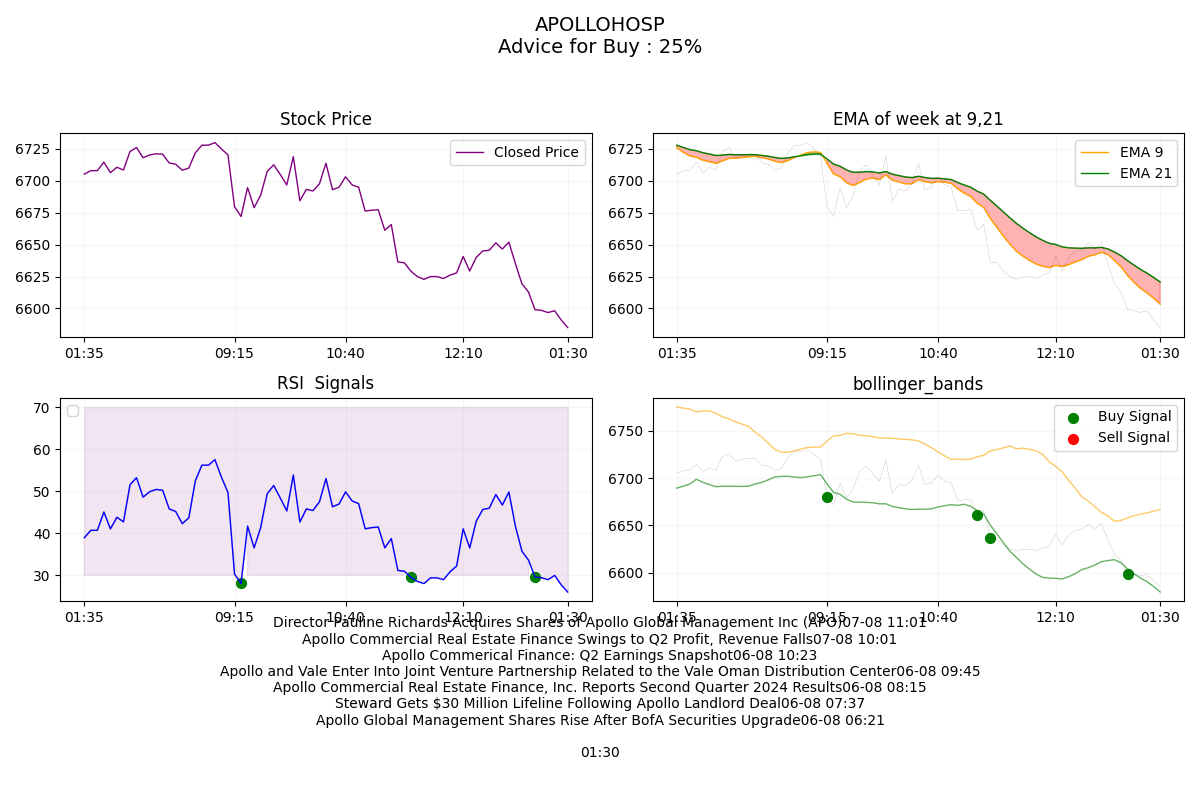 APOLLOHOSP
Advice for Buy : 25%
Stock Price
Closed Price
6725
6700
6675
6650
6625
6600
01:35 09:15 10:40 12:10 01:30
EMA of week at 9,21
EMA 9
EMA 21
6725
6700
6675
6650
6625
6600
01:35 09:15 10:40 12:10 01:30
RSI  Signals
70
60
50
40
30
01:35 09:15 10:40 12:10 01:30
bollinger_bands
Buy Signal
Sell Signal
6750
6700
6650
6600
01:35 09:15 10:40 12:10 01:30
Director Pauline Richards Acquires Shares of Apollo Global Management Inc (APO)07-08 11:01
Apollo Commercial Real Estate Finance Swings to Q2 Profit, Revenue Falls07-08 10:01
Apollo Commerical Finance: Q2 Earnings Snapshot06-08 10:23
Apollo and Vale Enter Into Joint Venture Partnership Related to the Vale Oman Distribution Center06-08 09:45
Apollo Commercial Real Estate Finance, Inc. Reports Second Quarter 2024 Results06-08 08:15
Steward Gets $30 Million Lifeline Following Apollo Landlord Deal06-08 07:37
Apollo Global Management Shares Rise After BofA Securities Upgrade06-08 06:21
01:30